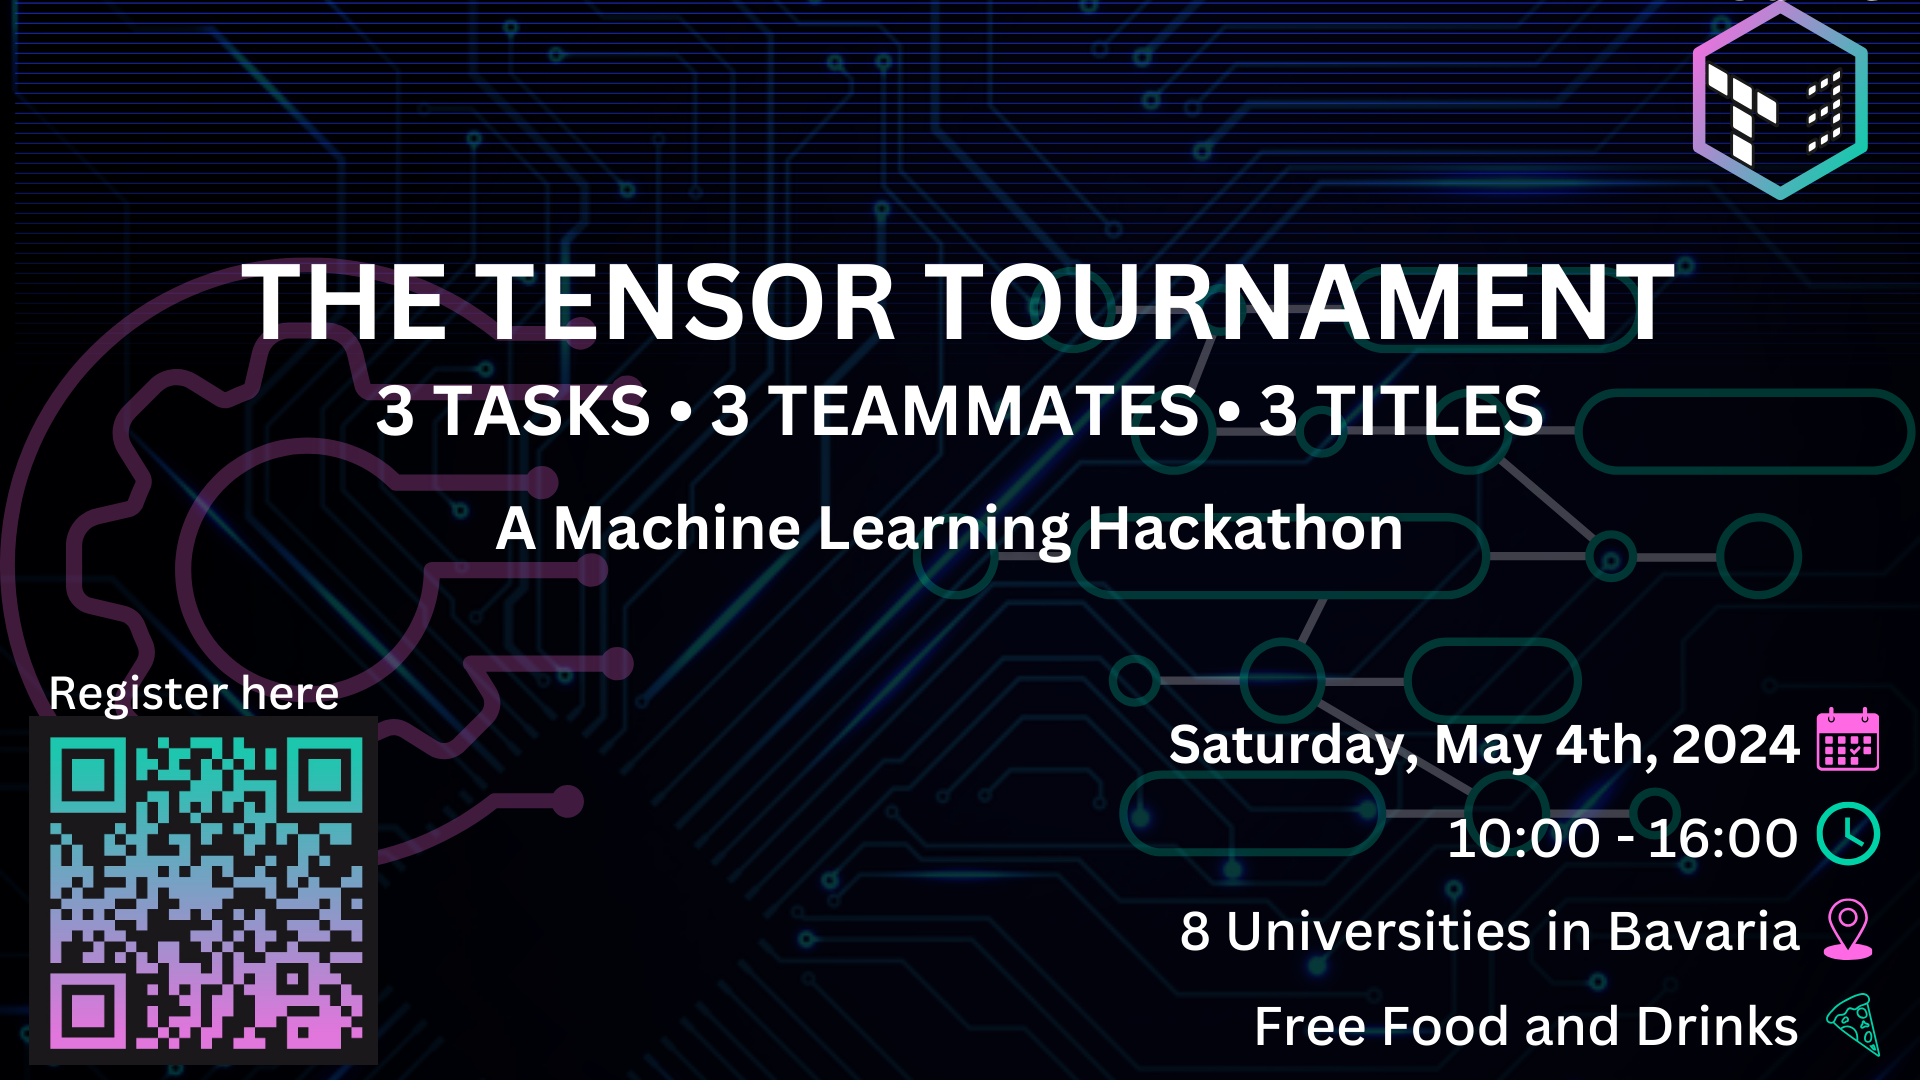 THE TENSOR TOURNAMENT
3 TASKS • 3 TEAMMATES • 3 TITLES
A Machine Learning Hackathon
Register here
Saturday, May 4th, 2024
10:00 - 16:00
8 Universities in Bavaria
Free Food and Drinks